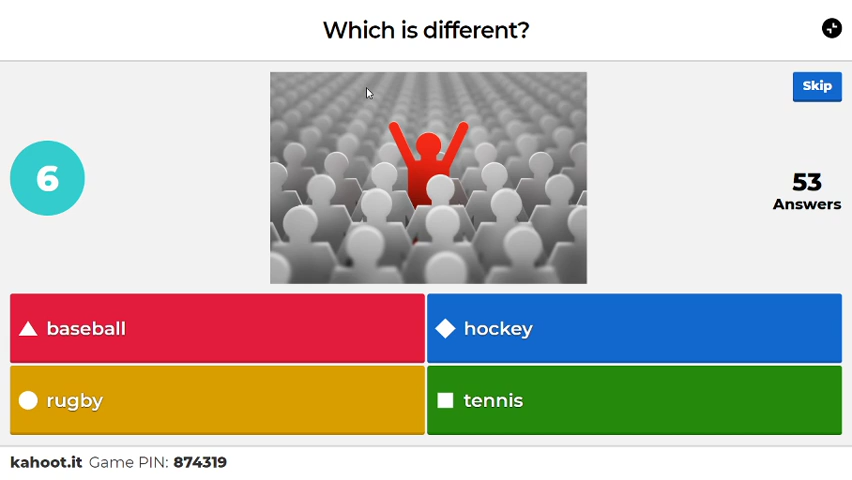 Which is different?
Skip
6
53
Answers
baseball
hockey
rugby
tennis
kahoot.it Game PIN: 874319